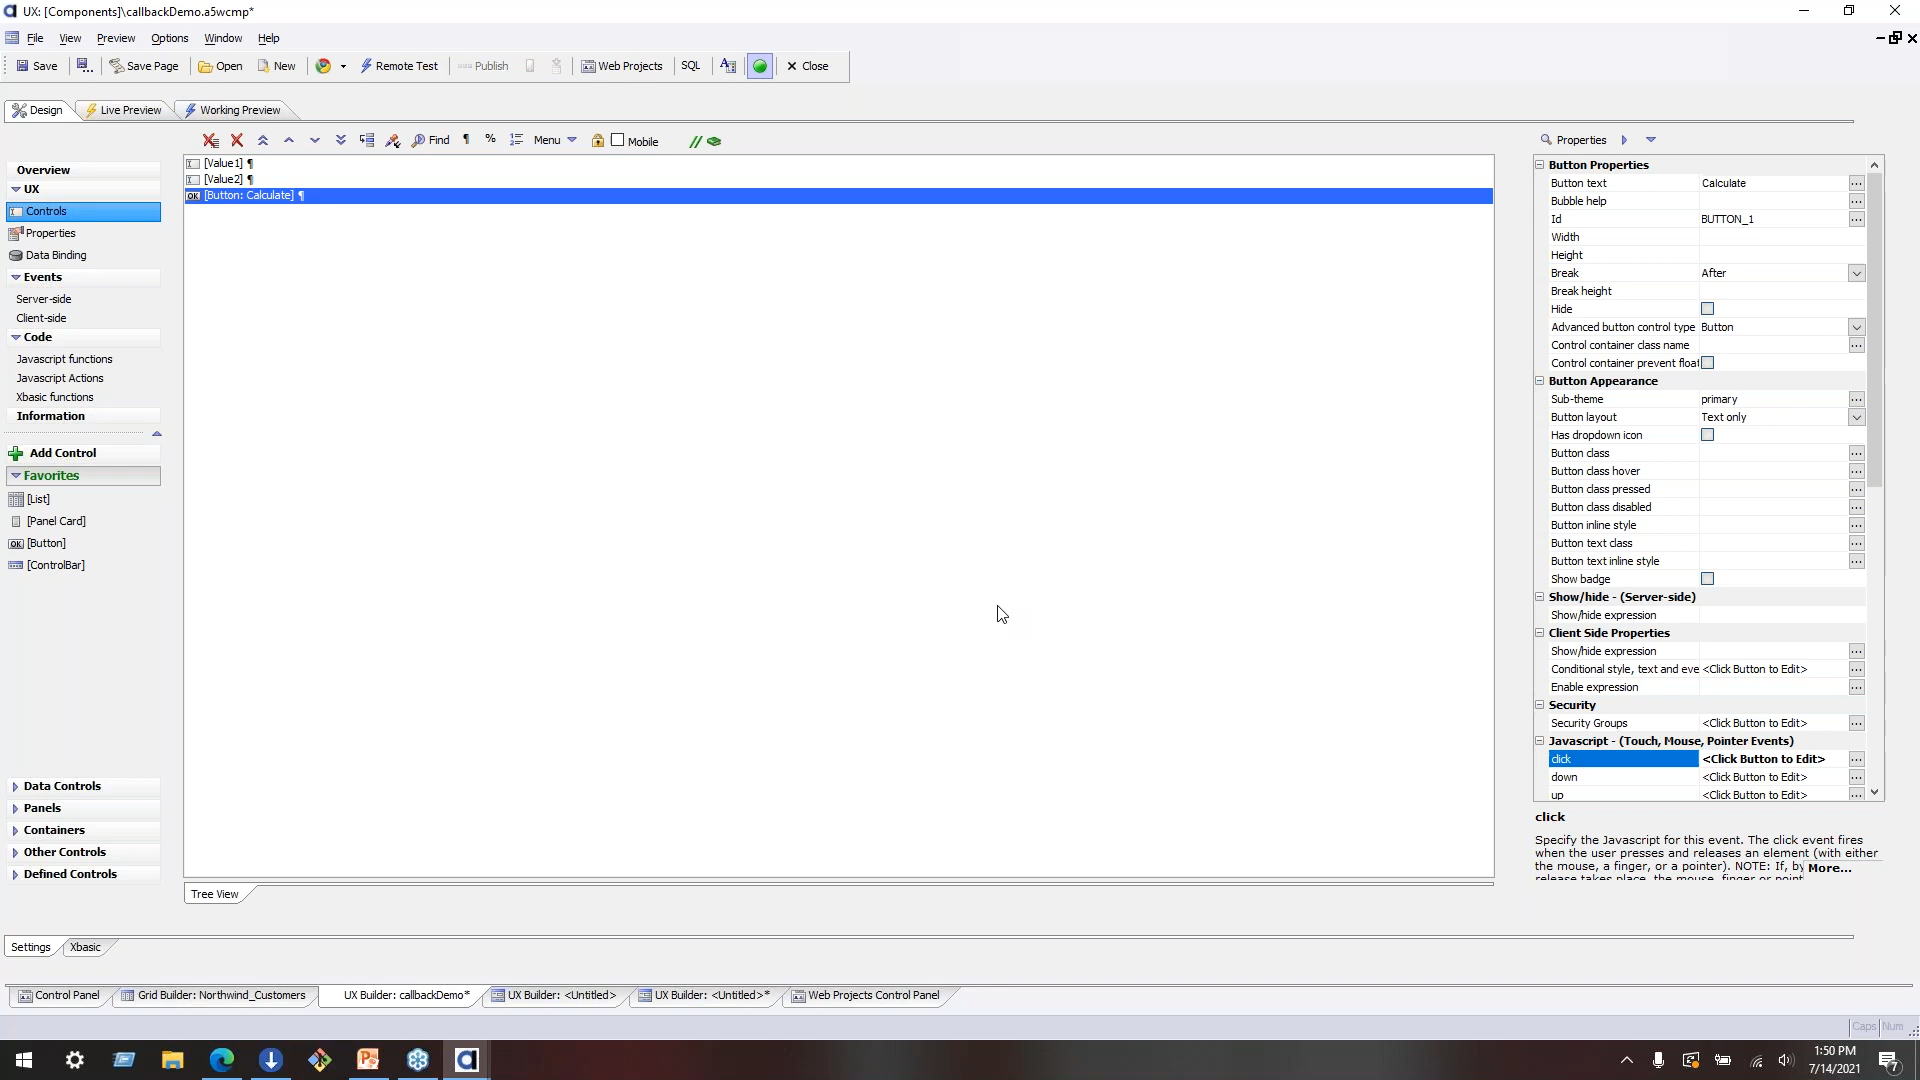 UX: [Components]\callbackDemo.a5wcmp*
File View Preview Options Window Help
Save Save Page Open New Remote Test Publish Web Projects SQL Close
Design Live Preview Working Preview
Find ¶ % Menu Mobile //
Properties
Overview
UX
Controls
Properties
Data Binding
Events
Server-side
Client-side
Code
Javascript functions
Javascript Actions
Xbasic functions
Information
Add Control
Favorites
[List]
[Panel Card]
OK [Button]
[ControlBar]
Data Controls
Panels
Containers
Other Controls
Defined Controls
[Value1] ¶
[Value2] ¶
OK [Button: Calculate] ¶
Tree View
Button Properties
Button text Calculate ...
Bubble help ...
Id BUTTON_1 ...
Width
Height
Break After
Break height
Hide
Advanced button control type Button
Control container class name ...
Control container prevent float
Button Appearance
Sub-theme primary ...
Button layout Text only
Has dropdown icon
Button class ...
Button class hover ...
Button class pressed ...
Button class disabled ...
Button inline style ...
Button text class ...
Button text inline style ...
Show badge
Show/hide - (Server-side)
Show/hide expression
Client Side Properties
Show/hide expression ...
Conditional style, text and eve <Click Button to Edit> ...
Enable expression ...
Security
Security Groups <Click Button to Edit> ...
Javascript - (Touch, Mouse, Pointer Events)
click <Click Button to Edit> ...
down <Click Button to Edit> ...
up <Click Button to Edit> ...
click
Specify the Javascript for this event. The click event fires
when the user presses and releases an element (with either
the mouse, a finger, or a pointer). NOTE: If, by More...
release takes place, the mouse, finger or point
Settings Xbasic
Control Panel Grid Builder: Northwind_Customers UX Builder: callbackDemo* UX Builder: <Untitled> UX Builder: <Untitled>* Web Projects Control Panel
Caps Num
1:50 PM
7/14/2021
7